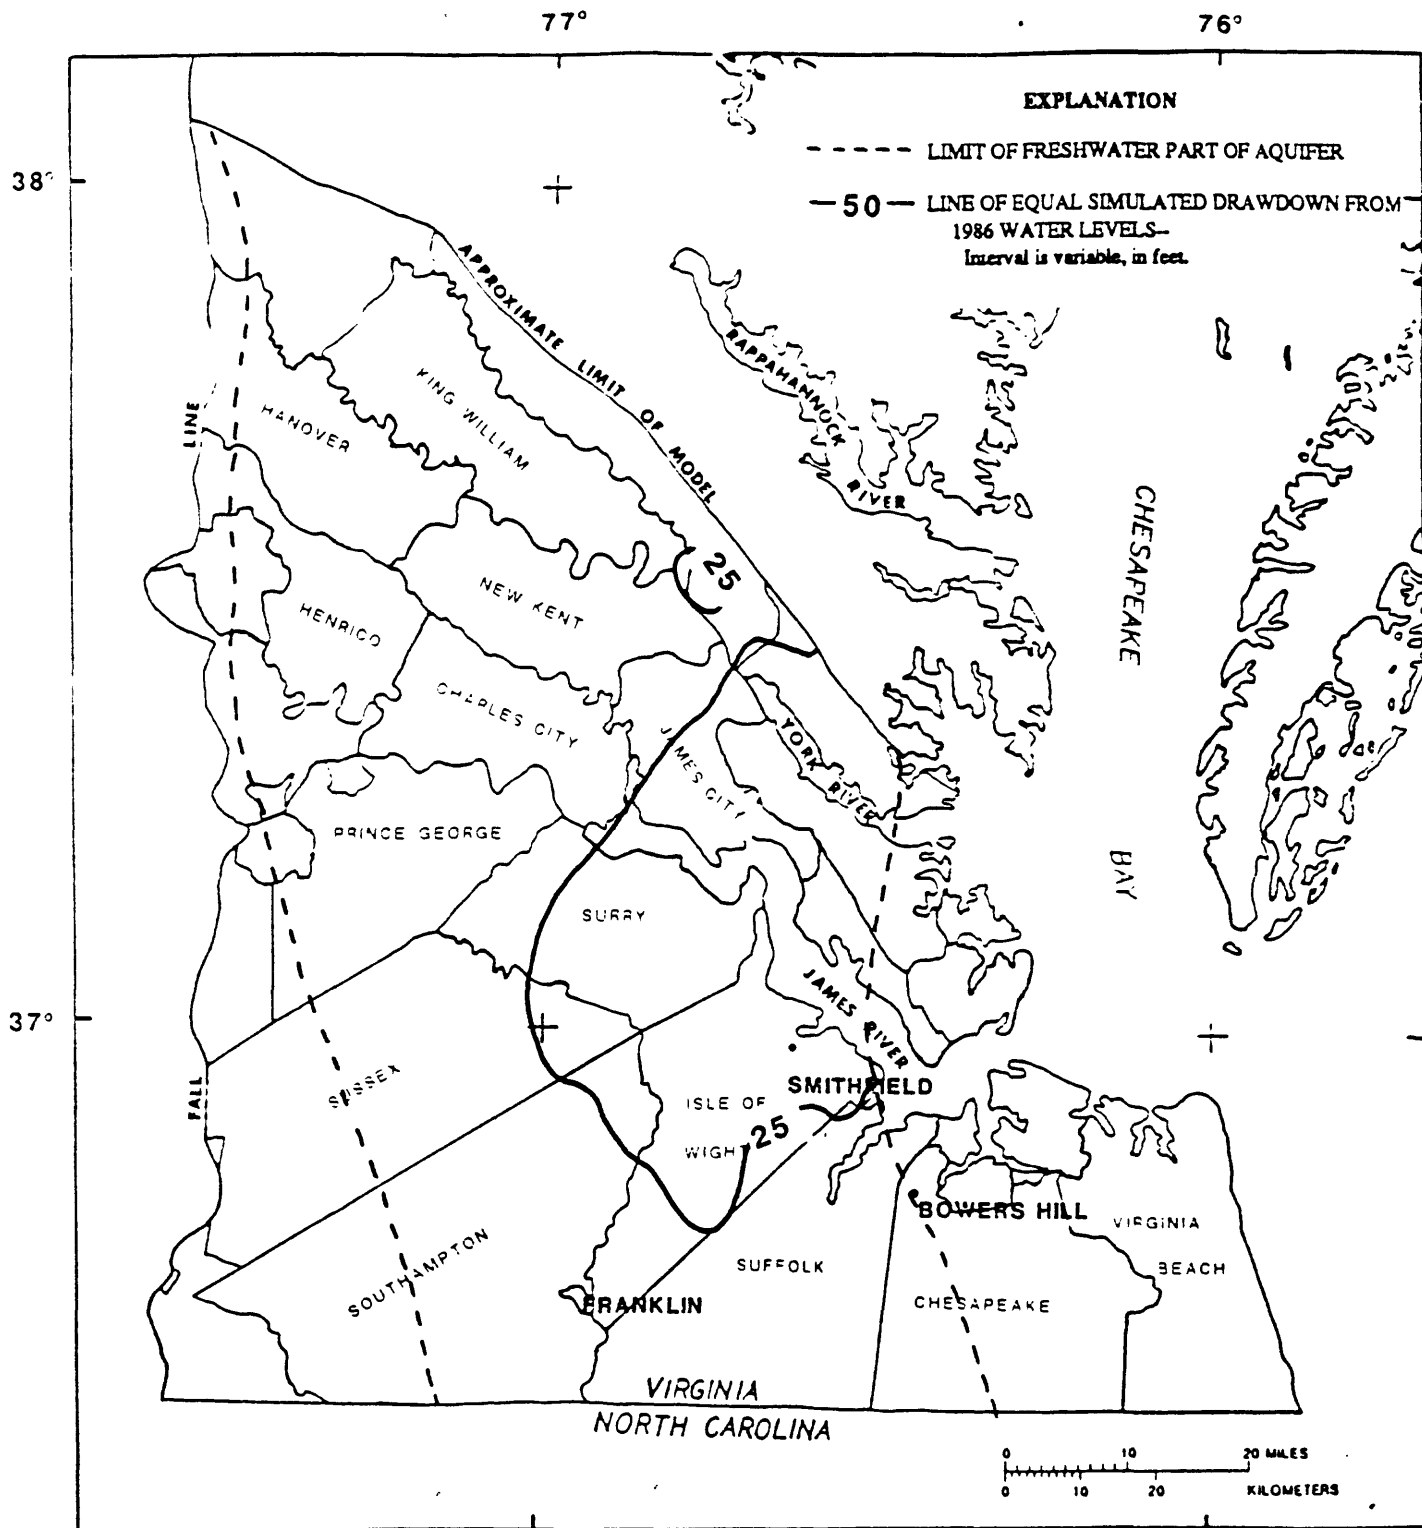 77° 76°
EXPLANATION
LIMIT OF FRESHWATER PART OF AQUIFER
38°
50 LINE OF EQUAL SIMULATED DRAWDOWN FROM
1986 WATER LEVELS—
Interval is variable, in feet.
APPROXIMATE LIMIT OF MODEL
RAPPAHANNOCK
RIVER
KING WILLIAM
HANOVER
LINE
CHESAPEAKE
25
NEW KENT
HENRICO
CHARLES CITY
JAMES CITY
YORK RIVER
PRINCE GEORGE
BAY
SURRY
JAMES RIVER
37°
SUSSEX
FALL
SMITHFIELD
ISLE OF
WIGHT
25
BOWERS HILL
VIRGINIA
BEACH
SOUTHAMPTON
SUFFOLK
FRANKLIN
CHESAPEAKE
VIRGINIA
NORTH CAROLINA
0 10 20 MILES
0 10 20 KILOMETERS